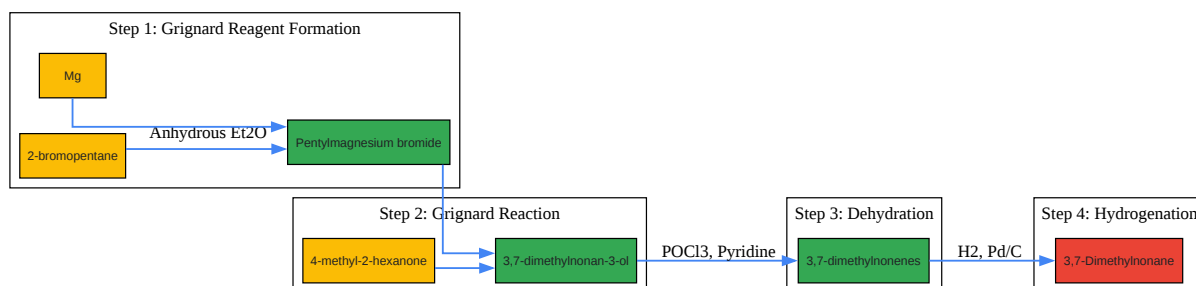 Step 1: Grignard Reagent Formation
Mg
Anhydrous Et2O
2-bromopentane
Pentylmagnesium bromide
Step 2: Grignard Reaction
4-methyl-2-hexanone
3,7-dimethylnonan-3-ol
POCl3, Pyridine
Step 3: Dehydration
3,7-dimethylnonenes
H2, Pd/C
Step 4: Hydrogenation
3,7-Dimethylnonane